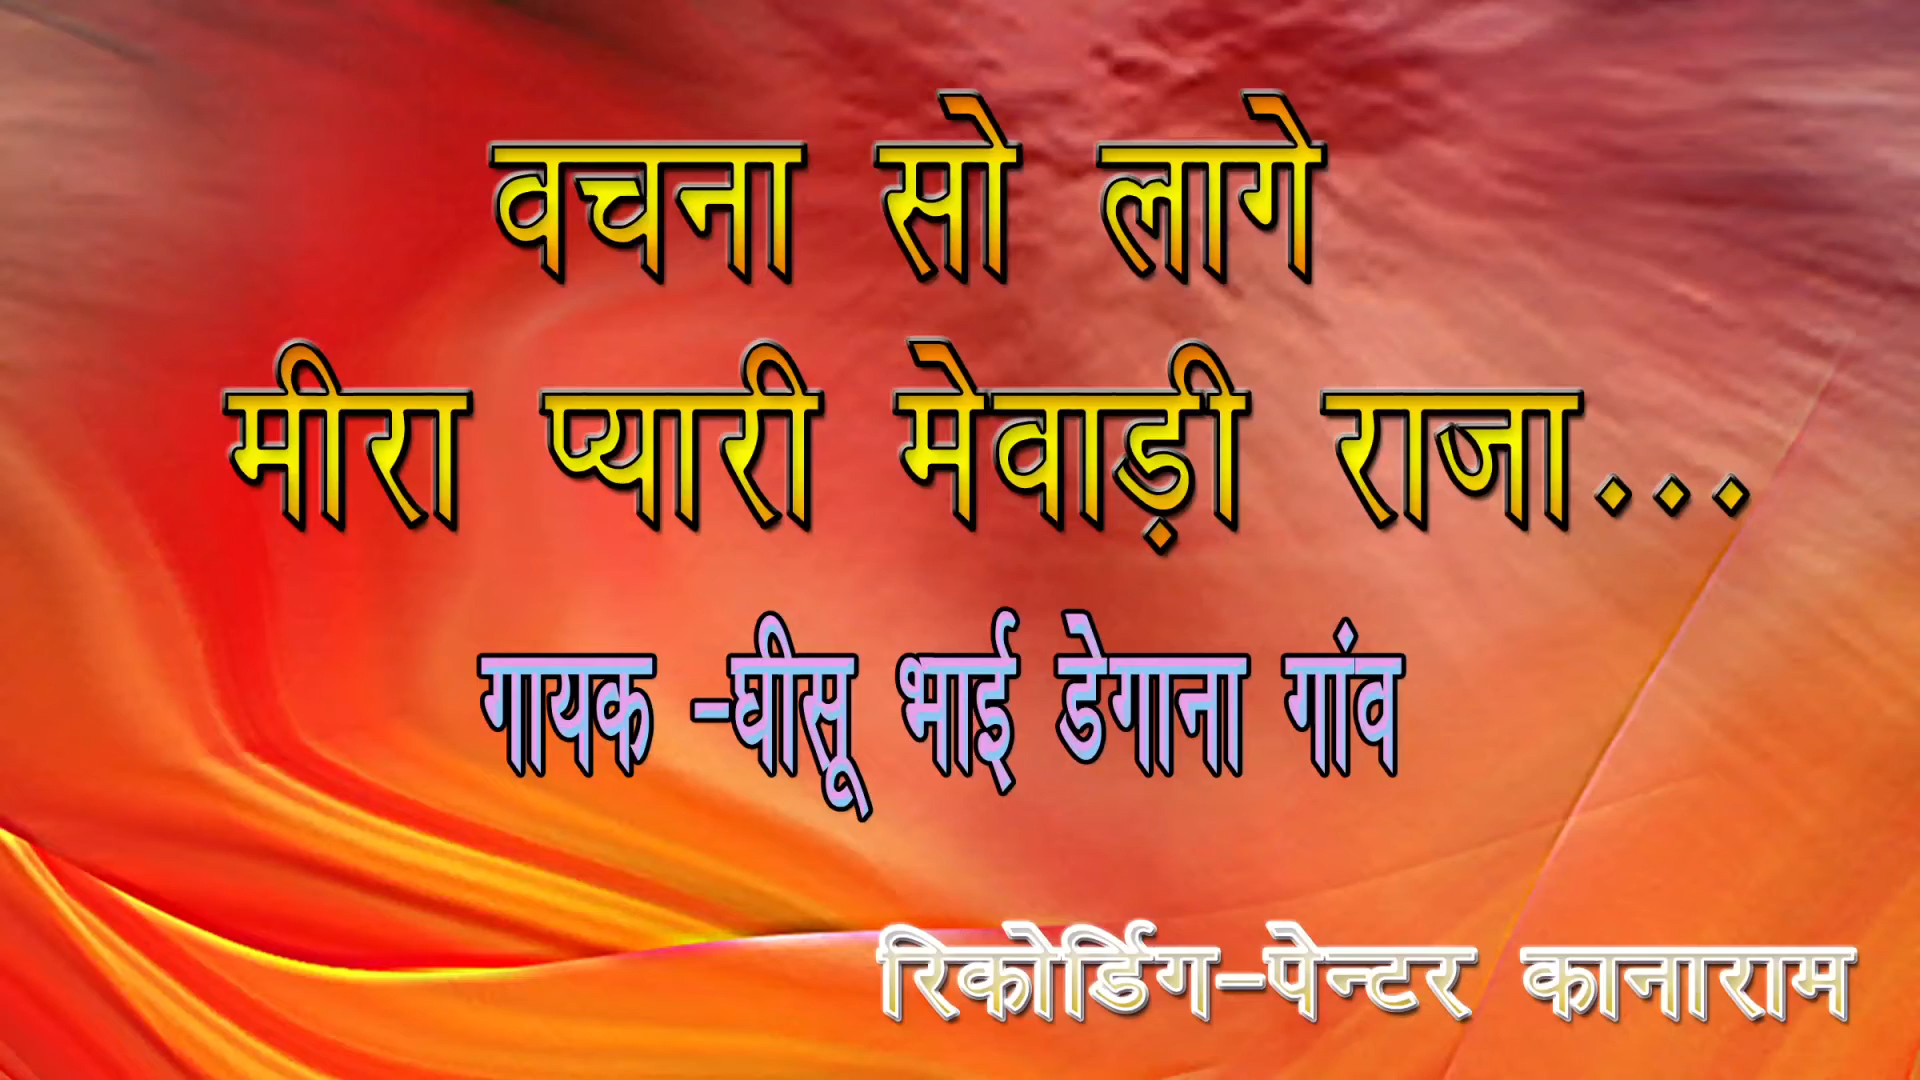 वचना सो लागे
मीरा प्यारी मेवाड़ी राजा...
गायक -घीसू भाई डेगाना गांव
रिकोर्डिग-पेन्टर कानाराम